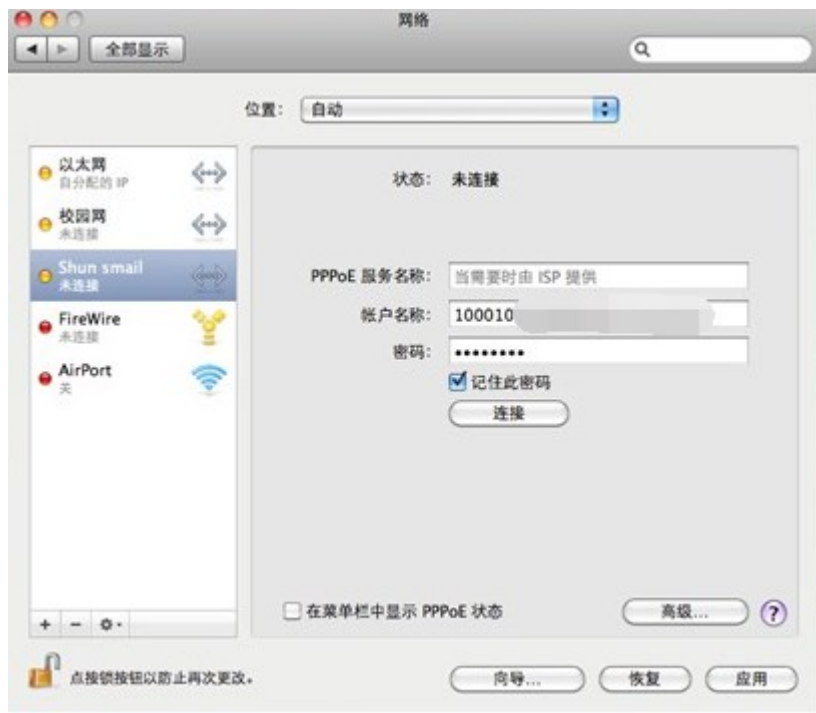 网络
全部显示
位置： 自动
以太网
自分配的 IP
校园网
未连接
Shun smail
未连接
FireWire
未连接
AirPort
关
状态： 未连接
PPPoE 服务名称： 当需要时由 ISP 提供
帐户名称： 100010
密码： ••••••••
记住此密码
连接
在菜单栏中显示 PPPoE 状态
高级... ?
+ −
点按锁按钮以防止再次更改。
向导... 恢复 应用